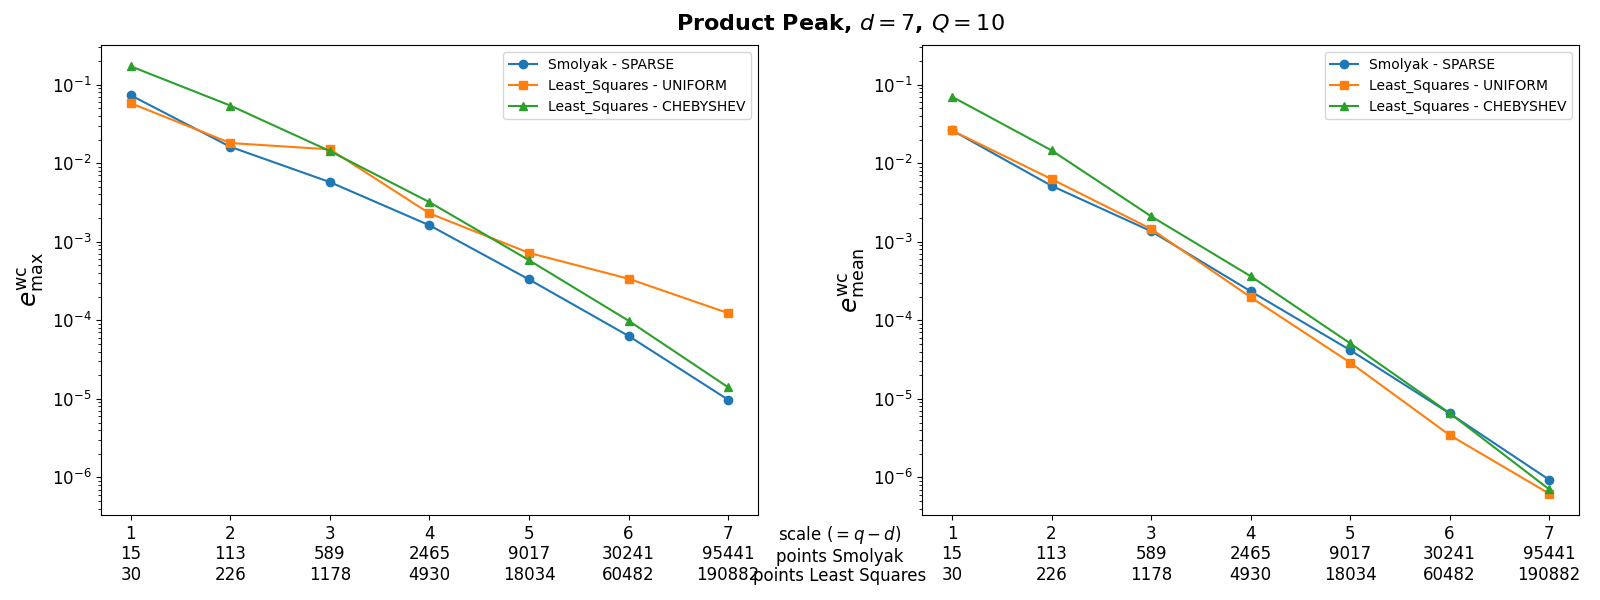 Product Peak, d = 7, Q = 10
Smolyak - SPARSE
Least_Squares - UNIFORM
Least_Squares - CHEBYSHEV
10⁻¹
10⁻²
10⁻³
10⁻⁴
10⁻⁵
10⁻⁶
e^wc_max
1 2 3 4 5 6 7
15 113 589 2465 9017 30241 95441
30 226 1178 4930 18034 60482 190882
scale (= q − d)
points Smolyak
points Least Squares
Smolyak - SPARSE
Least_Squares - UNIFORM
Least_Squares - CHEBYSHEV
10⁻¹
10⁻²
10⁻³
10⁻⁴
10⁻⁵
10⁻⁶
e^wc_mean
1 2 3 4 5 6 7
15 113 589 2465 9017 30241 95441
30 226 1178 4930 18034 60482 190882